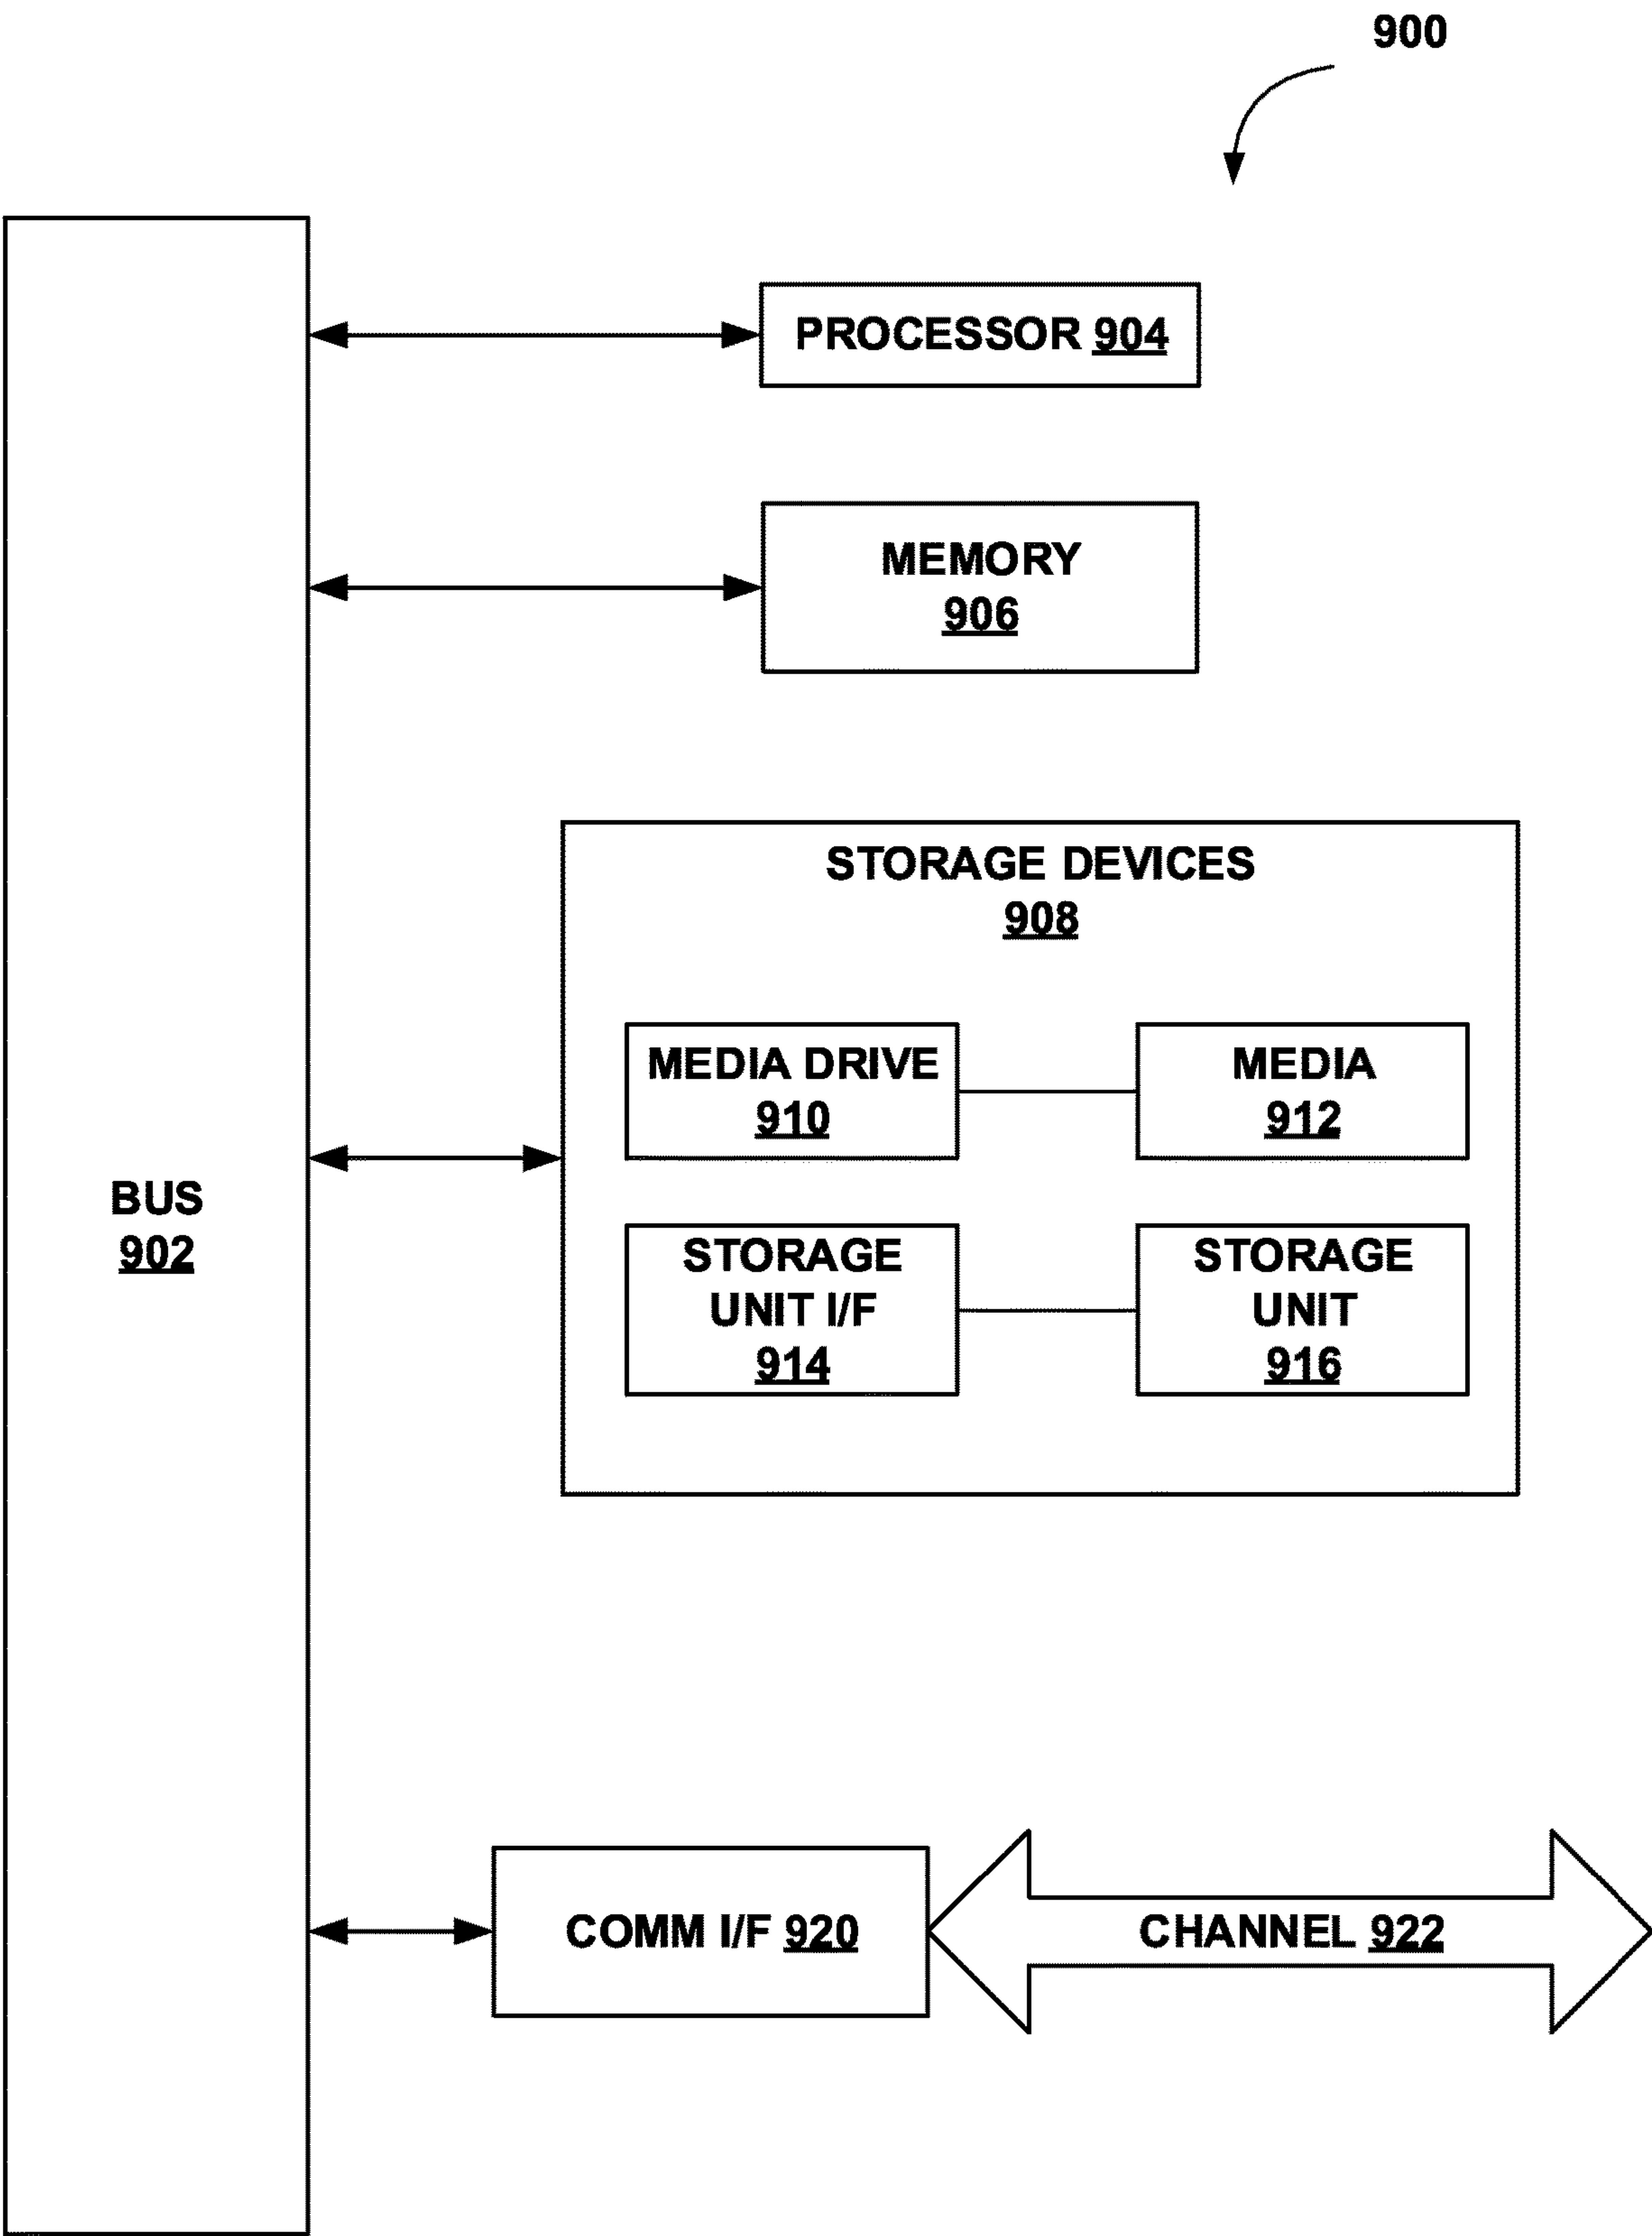 900
PROCESSOR 904
MEMORY
906
STORAGE DEVICES
908
MEDIA DRIVE
910
MEDIA
912
BUS
902
STORAGE
UNIT I/F
914
STORAGE
UNIT
916
COMM I/F 920
CHANNEL 922